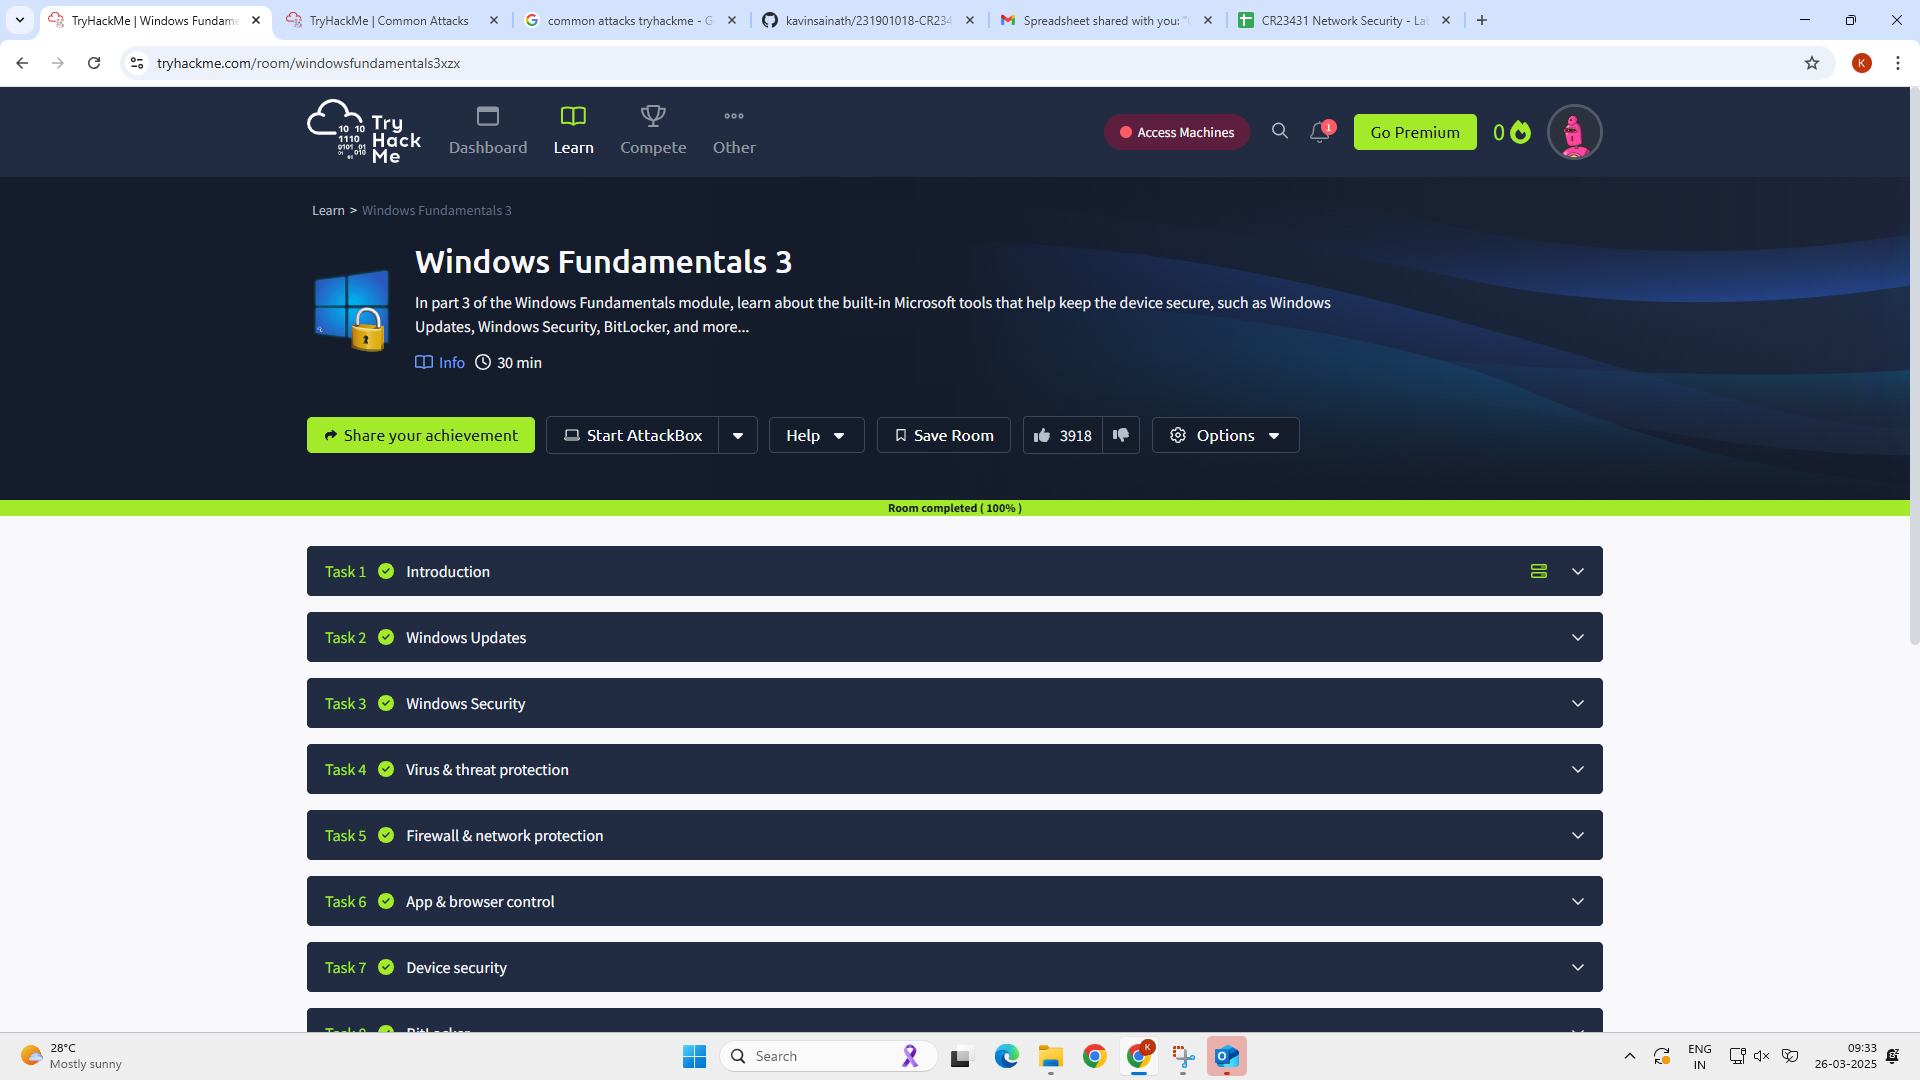 TryHackMe | Windows Fundame
TryHackMe | Common Attacks
common attacks tryhackme - G
kavinsainath/231901018-CR234
Spreadsheet shared with you: "
CR23431 Network Security - La
tryhackme.com/room/windowsfundamentals3xzx
K
Try
Hack
Me
Dashboard
Learn
Compete
Other
Access Machines
1
Go Premium
0
Learn > Windows Fundamentals 3
Windows Fundamentals 3
In part 3 of the Windows Fundamentals module, learn about the built-in Microsoft tools that help keep the device secure, such as Windows
Updates, Windows Security, BitLocker, and more...
Info
30 min
Share your achievement
Start AttackBox
Help
Save Room
3918
Options
Room completed ( 100% )
Task 1 Introduction
Task 2 Windows Updates
Task 3 Windows Security
Task 4 Virus & threat protection
Task 5 Firewall & network protection
Task 6 App & browser control
Task 7 Device security
Task 8 BitLocker
28°C
Mostly sunny
Search
K
ENG
IN
09:33
26-03-2025